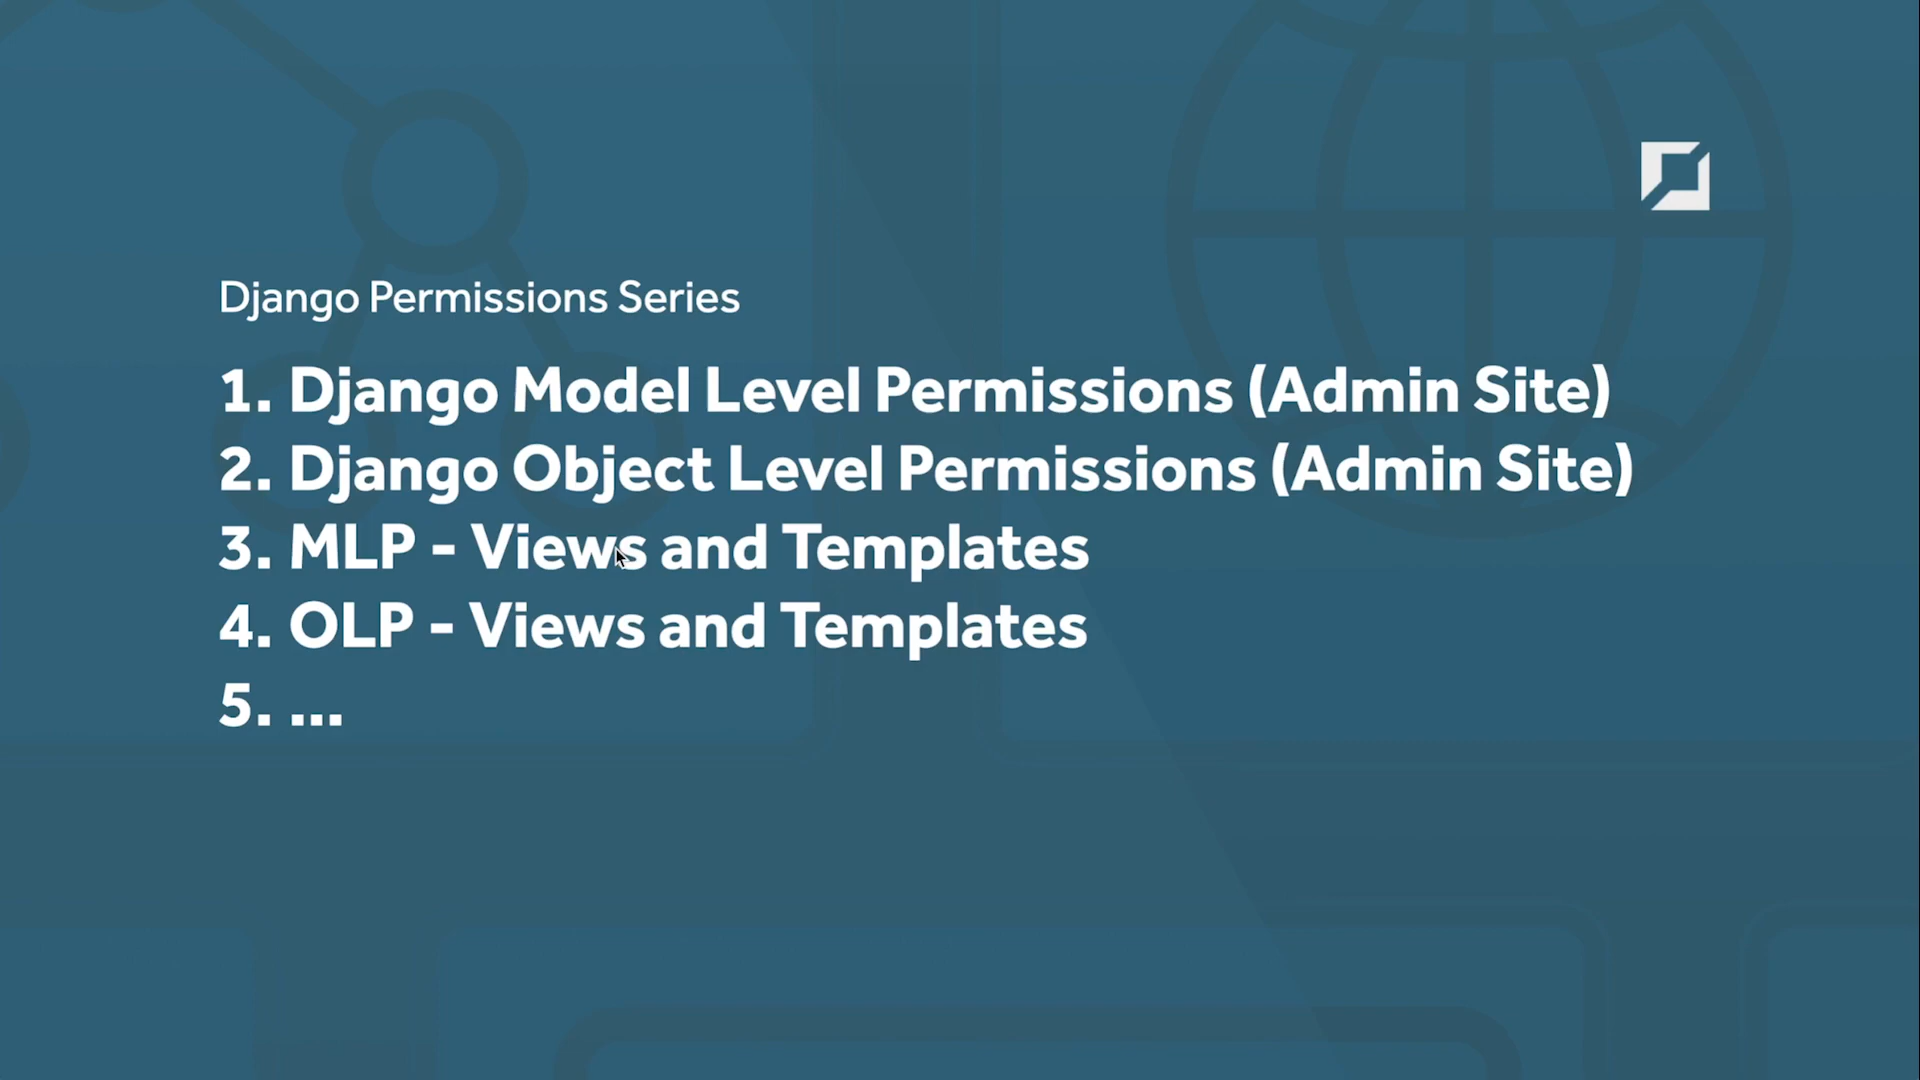 Django Permissions Series
1. Django Model Level Permissions (Admin Site)
2. Django Object Level Permissions (Admin Site)
3. MLP - Views and Templates
4. OLP - Views and Templates
5. ...